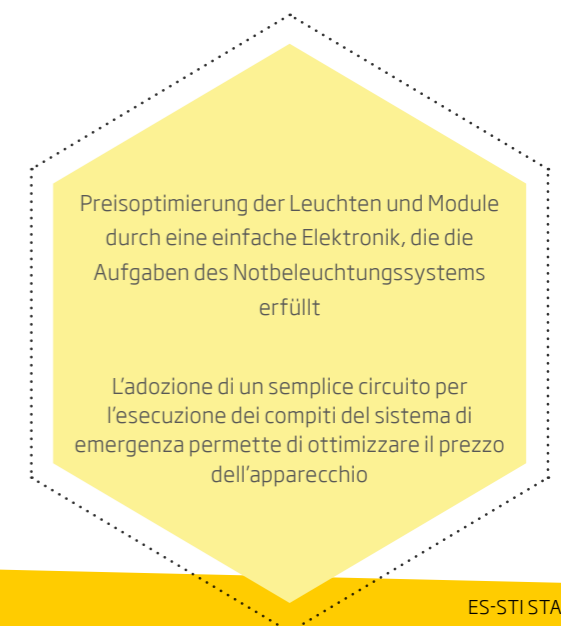 Preisoptimierung der Leuchten und Module
durch eine einfache Elektronik, die die
Aufgaben des Notbeleuchtungssystems
erfüllt
L'adozione di un semplice circuito per
l'esecuzione dei compiti del sistema di
emergenza permette di ottimizzare il prezzo
dell'apparecchio
ES-STI STA